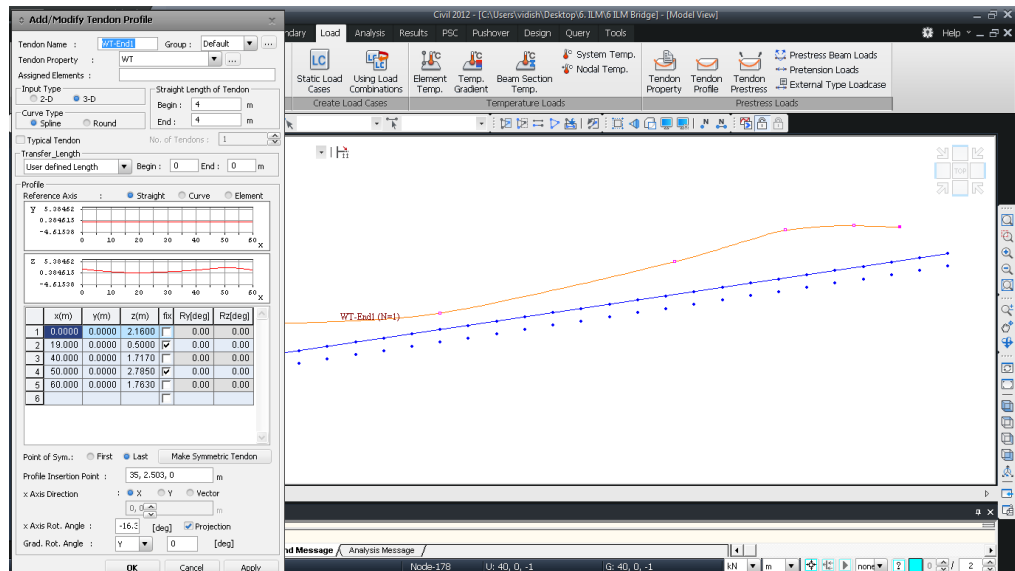 Add/Modify Tendon Profile
Civil 2012 - [C:\Users\vidish\Desktop\6. ILM\6 ILM Bridge] - [Model View]
ndary Load Analysis Results PSC Pushover Design Query Tools Help
Tendon Name : WT-End1 Group : Default ...
Tendon Property : WT ...
Assigned Elements :
Input Type
2-D 3-D
Straight Length of Tendon
Begin : 4 m
End : 4 m
Curve Type
Spline Round
Typical Tendon No. of Tendons : 1
Transfer_Length
User defined Length Begin : 0 End : 0 m
Profile
Reference Axis : Straight Curve Element
Y 5.38462
0.384615
-4.61538
0 10 20 30 40 50 60 X
Z 5.38462
0.384615
-4.61538
0 10 20 30 40 50 60 X
x(m) y(m) z(m) fix Ry[deg] Rz[deg]
1 0.0000 0.0000 2.1600 0.00 0.00
2 19.000 0.0000 0.5000 0.00 0.00
3 40.000 0.0000 1.7170 0.00 0.00
4 50.000 0.0000 2.7850 0.00 0.00
5 60.000 0.0000 1.7630 0.00 0.00
6
Point of Sym.: First Last Make Symmetric Tendon
Profile Insertion Point : 35, 2.503, 0 m
x Axis Direction : X Y Vector
m
x Axis Rot. Angle : -16.3 [deg] Projection
Grad. Rot. Angle : Y 0 [deg]
OK Cancel Apply
LC
Static Load Cases
LC
Using Load Combinations
Create Load Cases
Element Temp.
Temp. Gradient
Beam Section Temp.
System Temp.
Nodal Temp.
Temperature Loads
Tendon Property
Tendon Profile
Tendon Prestress
Prestress Beam Loads
Pretension Loads
External Type Loadcase
Prestress Loads
TOP
WT-End1 (N=1)
nd Message Analysis Message
Node-178 U: 40, 0, -1 G: 40, 0, -1 kN m none ? 0 / 2